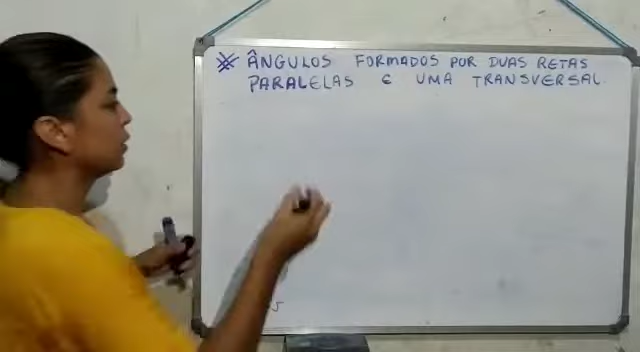 ※ ÂNGULOS FORMADOS POR DUAS RETAS
PARALELAS E UMA TRANSVERSAL